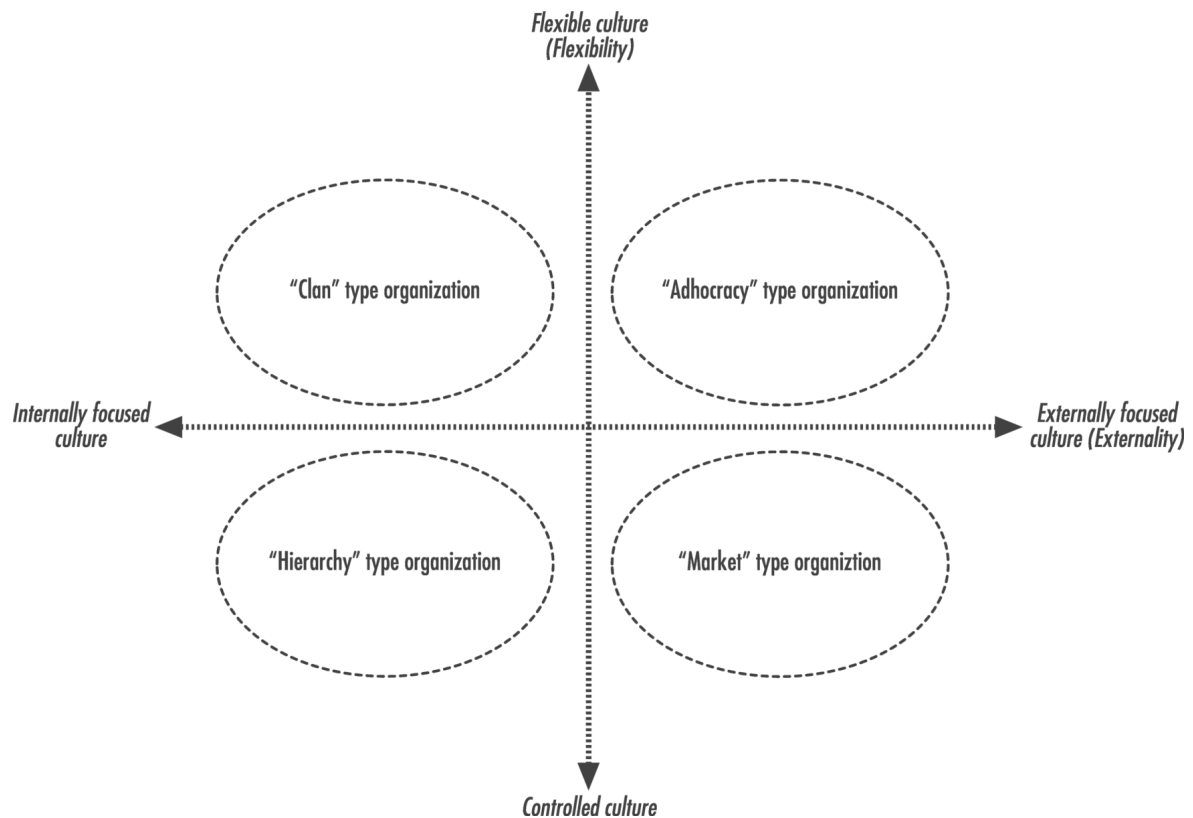 Flexible culture
(Flexibility)
“Clan” type organization
“Adhocracy” type organization
Internally focused
culture
Externally focused
culture (Externality)
“Hierarchy” type organization
“Market” type organiztion
Controlled culture